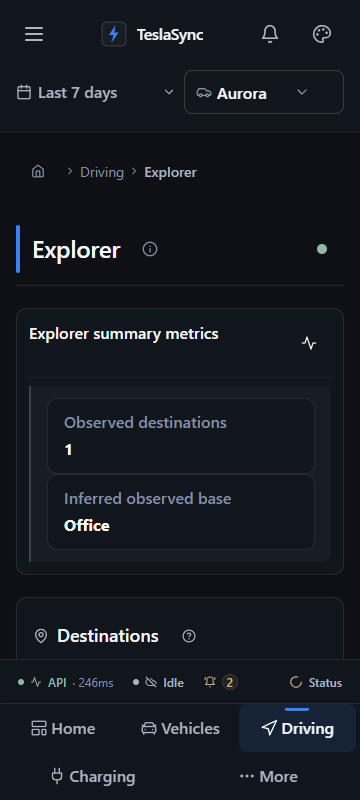 TeslaSync
Last 7 days
Aurora
Driving
Explorer
Explorer
Explorer summary metrics
Observed destinations
1
Inferred observed base
Office
Destinations
API · 246ms
Idle
2
Status
Home
Vehicles
Driving
Charging
More